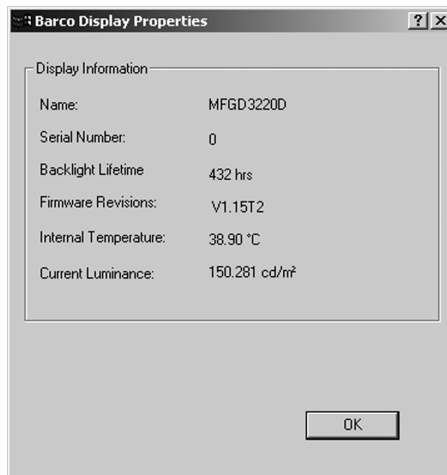 Barco Display Properties
Display Information
Name: MFGD3220D
Serial Number: 0
Backlight Lifetime 432 hrs
Firmware Revisions: V1.15T2
Internal Temperature: 38.90 °C
Current Luminance: 150.281 cd/m²
OK